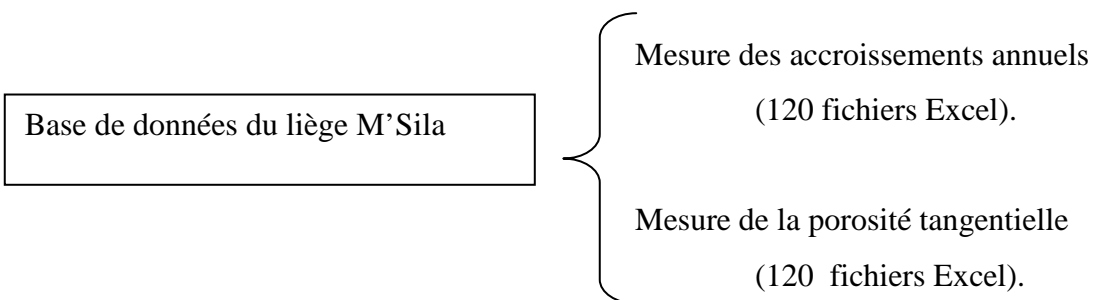 Mesure des accroissements annuels
(120 fichiers Excel).
Base de données du liège M’Sila
Mesure de la porosité tangentielle
(120 fichiers Excel).